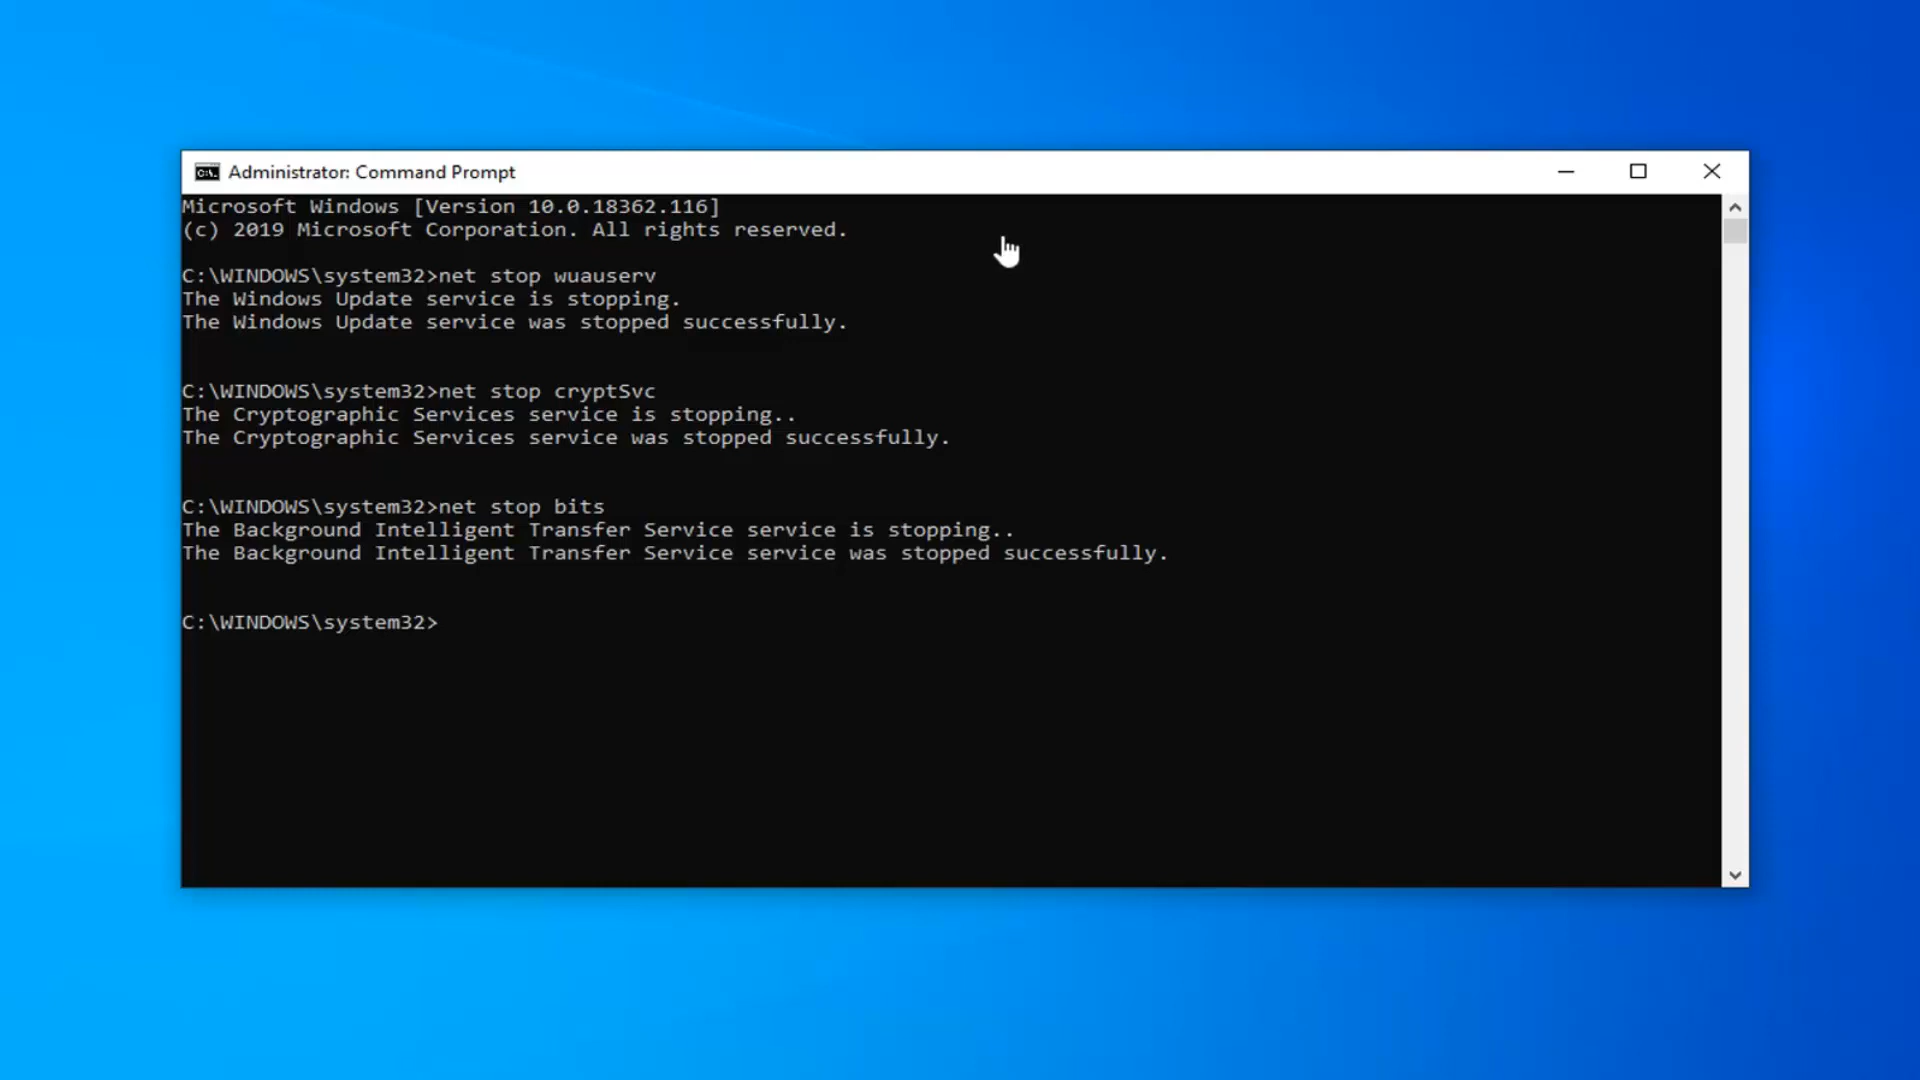 Administrator: Command Prompt
Microsoft Windows [Version 10.0.18362.116]
(c) 2019 Microsoft Corporation. All rights reserved.
C:\WINDOWS\system32>net stop wuauserv
The Windows Update service is stopping.
The Windows Update service was stopped successfully.
C:\WINDOWS\system32>net stop cryptSvc
The Cryptographic Services service is stopping..
The Cryptographic Services service was stopped successfully.
C:\WINDOWS\system32>net stop bits
The Background Intelligent Transfer Service service is stopping..
The Background Intelligent Transfer Service service was stopped successfully.
C:\WINDOWS\system32>